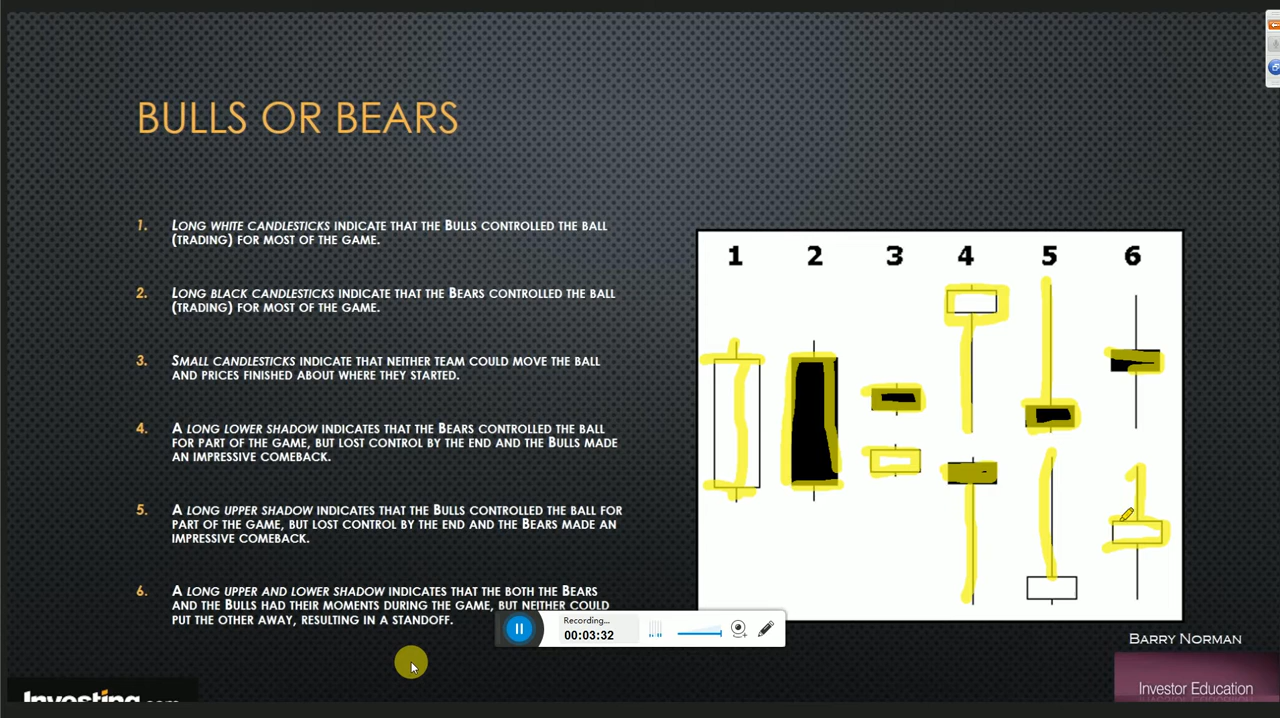 BULLS OR BEARS
1. LONG WHITE CANDLESTICKS INDICATE THAT THE BULLS CONTROLLED THE BALL
(TRADING) FOR MOST OF THE GAME.
2. LONG BLACK CANDLESTICKS INDICATE THAT THE BEARS CONTROLLED THE BALL
(TRADING) FOR MOST OF THE GAME.
3. SMALL CANDLESTICKS INDICATE THAT NEITHER TEAM COULD MOVE THE BALL
AND PRICES FINISHED ABOUT WHERE THEY STARTED.
4. A LONG LOWER SHADOW INDICATES THAT THE BEARS CONTROLLED THE BALL
FOR PART OF THE GAME, BUT LOST CONTROL BY THE END AND THE BULLS MADE
AN IMPRESSIVE COMEBACK.
5. A LONG UPPER SHADOW INDICATES THAT THE BULLS CONTROLLED THE BALL FOR
PART OF THE GAME, BUT LOST CONTROL BY THE END AND THE BEARS MADE AN
IMPRESSIVE COMEBACK.
6. A LONG UPPER AND LOWER SHADOW INDICATES THAT THE BOTH THE BEARS
AND THE BULLS HAD THEIR MOMENTS DURING THE GAME, BUT NEITHER COULD
PUT THE OTHER AWAY, RESULTING IN A STANDOFF.
1 2 3 4 5 6
Recording...
00:03:32
BARRY NORMAN
Investing.com
Investor Education